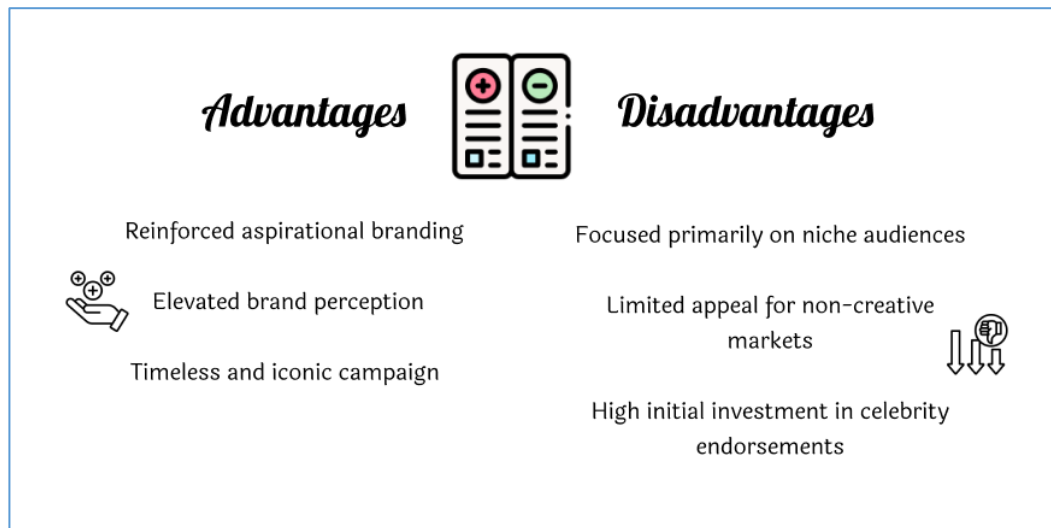 Advantages
Disadvantages
Reinforced aspirational branding
Elevated brand perception
Timeless and iconic campaign
Focused primarily on niche audiences
Limited appeal for non-creative
markets
High initial investment in celebrity
endorsements